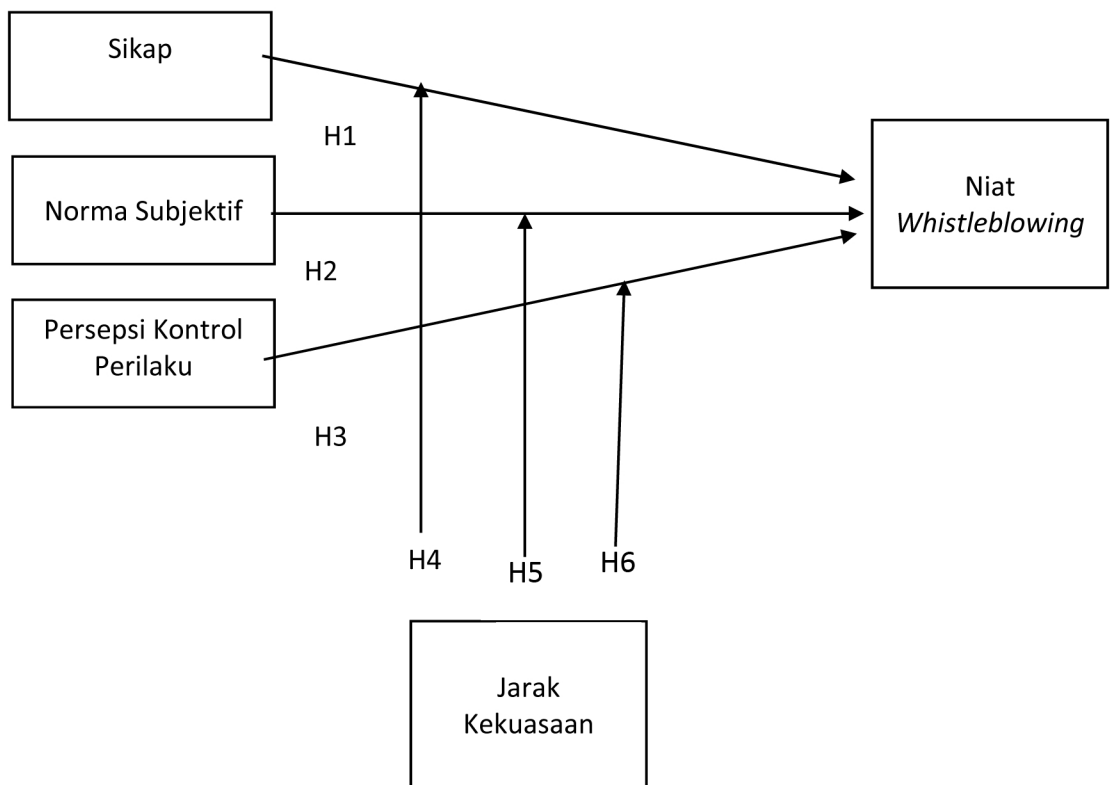 Sikap
H1
Norma Subjektif
H2
Persepsi Kontrol
Perilaku
H3
Niat
Whistleblowing
H4
H5
H6
Jarak
Kekuasaan